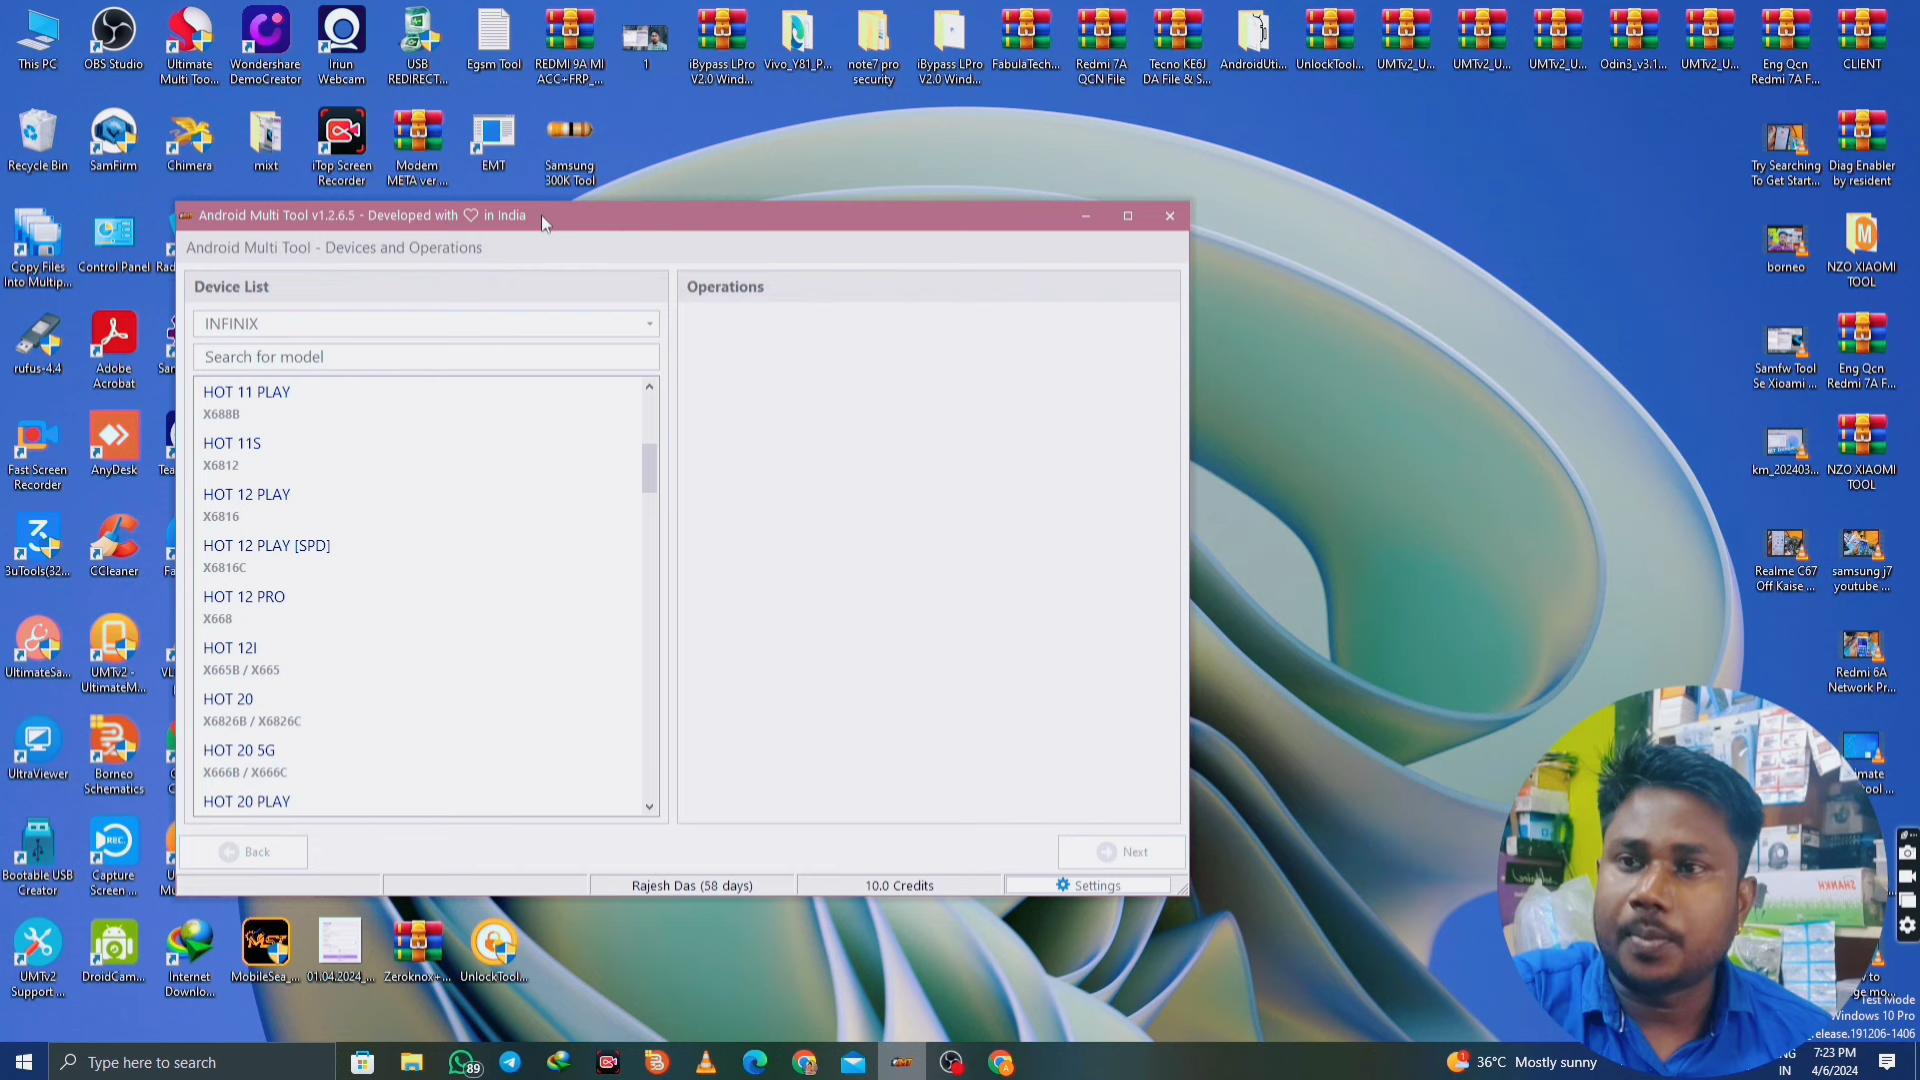 This PC
OBS Studio
Ultimate
Multi Too...
Wondershare
DemoCreator
Iriun
Webcam
USB
REDIRECT...
Egsm Tool
REDMI 9A MI
ACC+FRP_...
1
iBypass LPro
V2.0 Wind...
Vivo_Y81_P...
note7 pro
security
iBypass LPro
V2.0 Wind...
FabulaTech...
Redmi 7A
QCN File
Tecno KE6J
DA File & S...
AndroidUti...
UnlockTool...
UMTv2_U...
UMTv2_U...
UMTv2_U...
Odin3_v3.1...
UMTv2_U...
Eng Qcn
Redmi 7A F...
CLIENT
Recycle Bin
SamFirm
Chimera
mixt
iTop Screen
Recorder
Modem
META ver ...
EMT
Samsung
300K Tool
Try Searching
To Get Start...
Diag Enabler
by resident
Copy Files
Into Multip...
Control Panel
borneo
NZO XIAOMI
TOOL
rufus-4.4
Adobe
Acrobat
Samfw Tool
Se Xioami ...
Eng Qcn
Redmi 7A F...
Fast Screen
Recorder
AnyDesk
km_202403...
NZO XIAOMI
TOOL
3uTools(32...
CCleaner
Realme C67
Off Kaise ...
samsung j7
youtube ...
UltimateSa...
UMTv2 -
UltimateM...
Redmi 6A
Network Pr...
UltraViewer
Borneo
Schematics
Bootable USB
Creator
REC.
Capture
Screen ...
UMTv2
Support ...
DroidCam...
Internet
Downlo...
MobileSea_...
01.04.2024_...
Zeroknox+...
UnlockTool...
Android Multi Tool v1.2.6.5 - Developed with ♡ in India
Android Multi Tool - Devices and Operations
Device List
Operations
INFINIX
Search for model
HOT 11 PLAY
X688B
HOT 11S
X6812
HOT 12 PLAY
X6816
HOT 12 PLAY [SPD]
X6816C
HOT 12 PRO
X668
HOT 12I
X665B / X665
HOT 20
X6826B / X6826C
HOT 20 5G
X666B / X666C
HOT 20 PLAY
Back
Next
Rajesh Das (58 days)
10.0 Credits
Settings
Test Mode
Windows 10 Pro
release.191206-1406
Type here to search
89
36°C Mostly sunny
IN
7:23 PM
4/6/2024